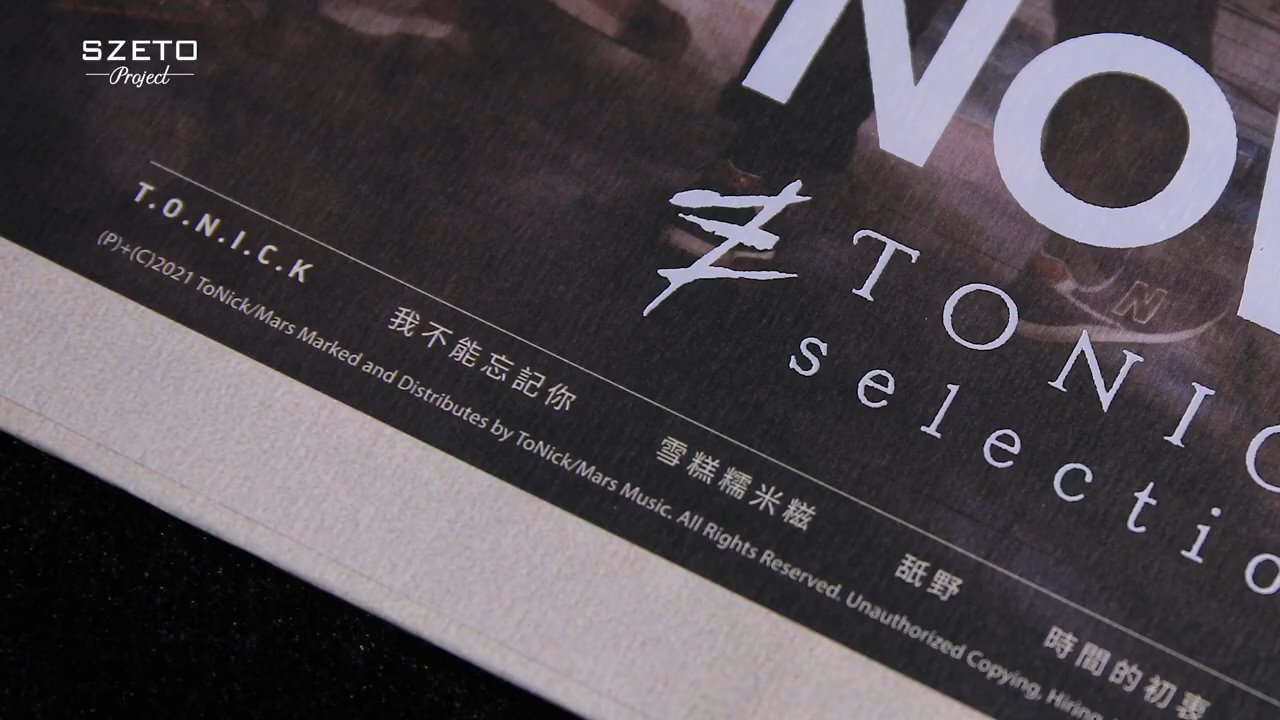 SZETO
Project
NO
TONIC
selectio
T.O.N.I.C.K
我不能忘記你 雪糕糯米糍 舐野 時間的初衷
(P)+(C)2021 ToNick/Mars Marked and Distributes by ToNick/Mars Music. All Rights Reserved. Unauthorized Copying, Hiring
N